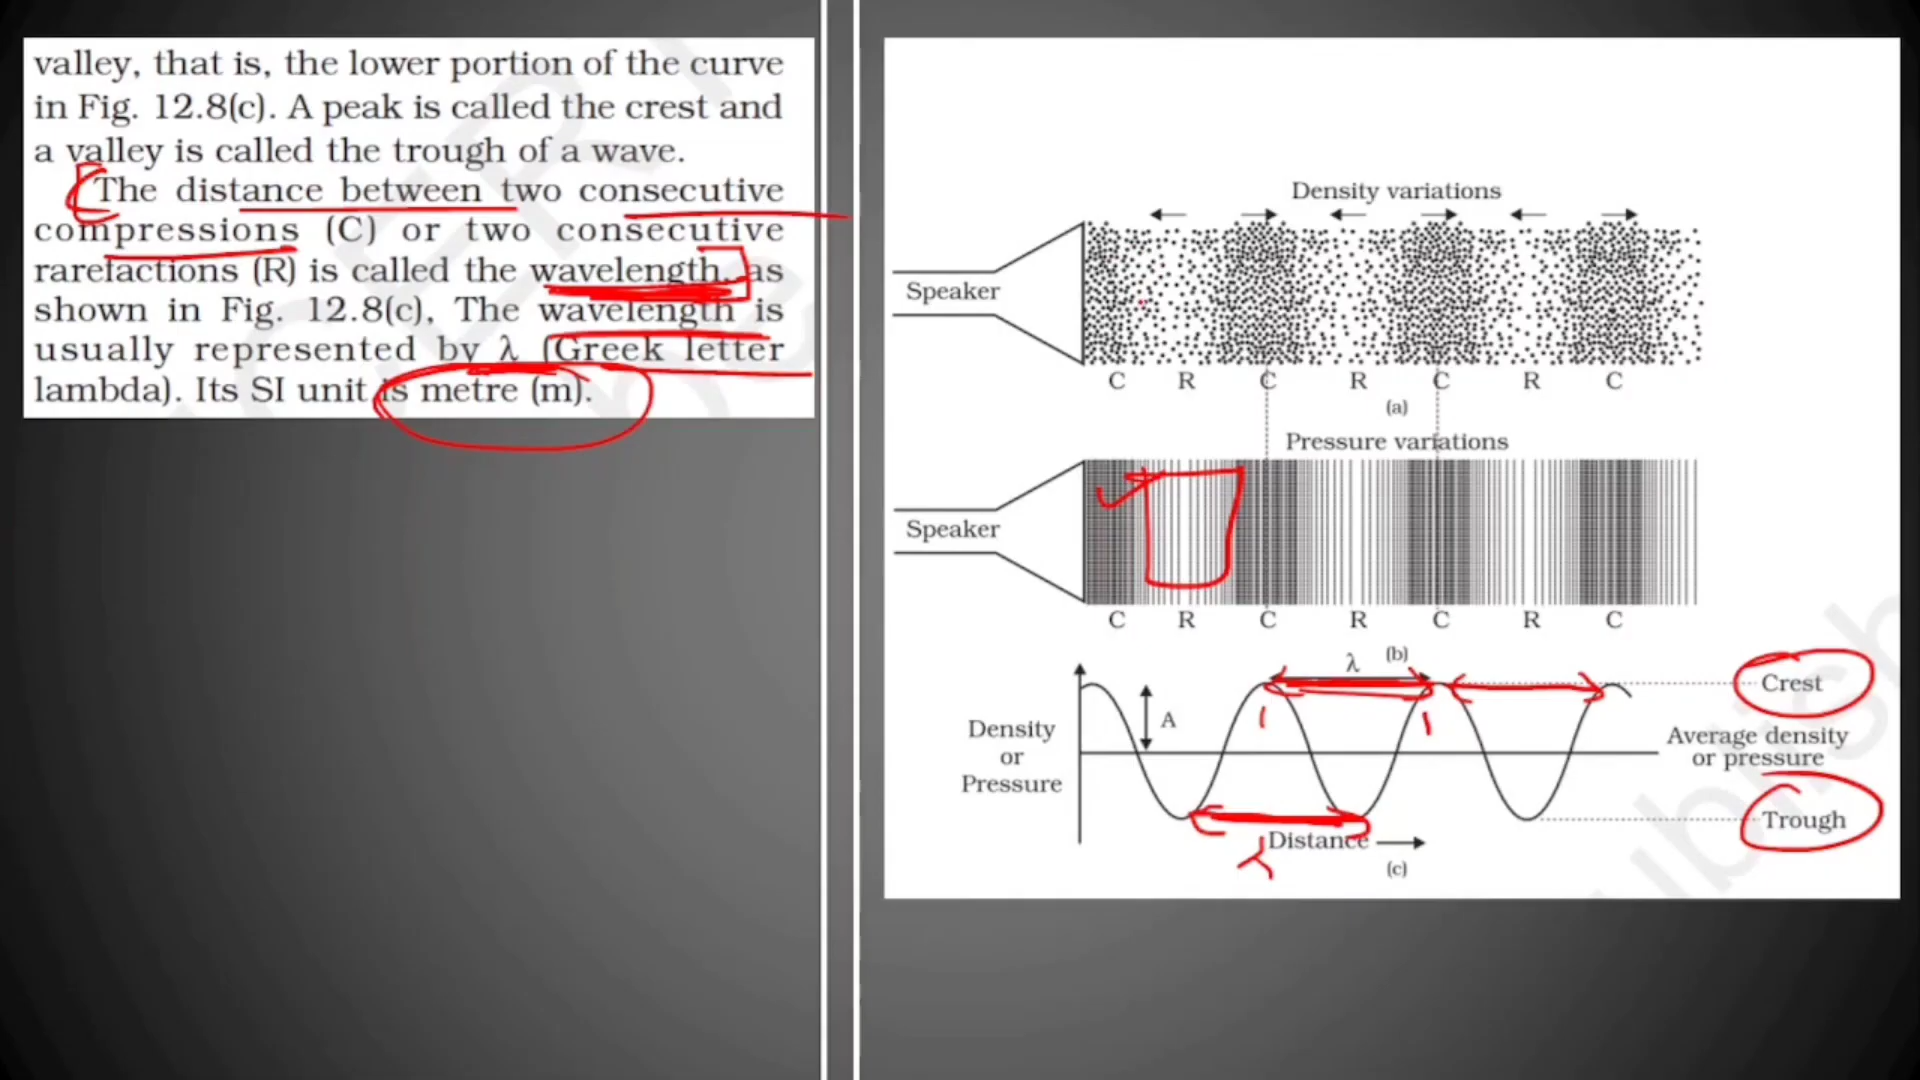 valley, that is, the lower portion of the curve
in Fig. 12.8(c). A peak is called the crest and
a valley is called the trough of a wave.
The distance between two consecutive
compressions (C) or two consecutive
rarefactions (R) is called the wavelength, as
shown in Fig. 12.8(c), The wavelength is
usually represented by λ (Greek letter
lambda). Its SI unit is metre (m).
Density variations
Speaker
C R C R C R C
(a)
Pressure variations
Speaker
C R C R C R C
(b)
λ
Crest
A
Density
or
Pressure
Average density
or pressure
Trough
Distance
λ
(c)